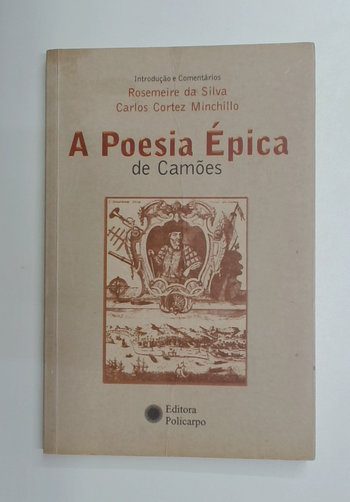 Introdução e Comentários
Rosemeire da Silva
Carlos Cortez Minchillo
A Poesia Épica
de Camões
Editora
Policarpo